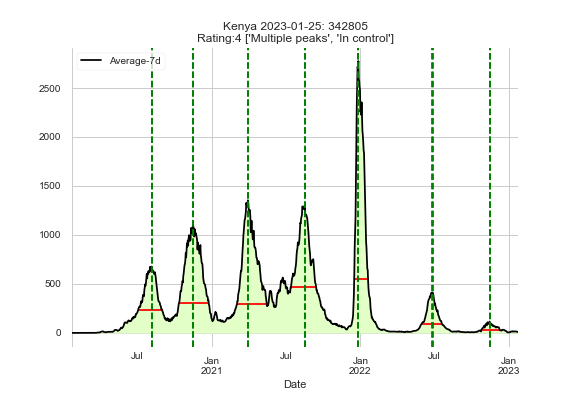 Kenya 2023-01-25: 342805
Rating:4 ['Multiple peaks', 'In control']
Average-7d
2500
2000
1500
1000
500
0
Jul
Jan
2021
Jul
Jan
2022
Jul
Jan
2023
Date